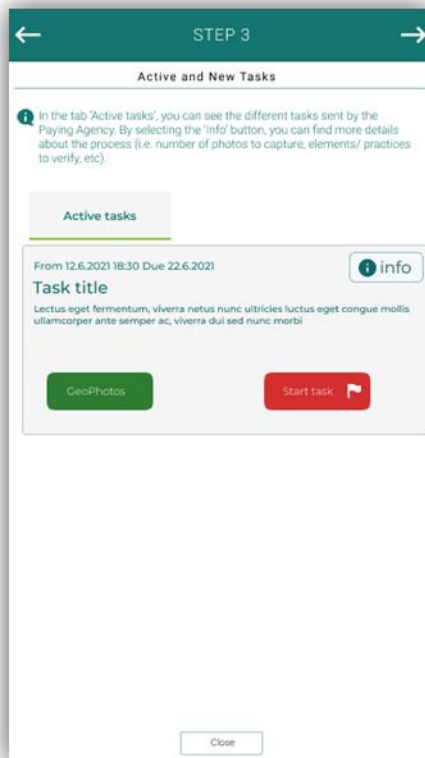 STEP 3
Active and New Tasks
In the tab 'Active tasks', you can see the different tasks sent by the
Paying Agency. By selecting the 'Info' button, you can find more details
about the process (i.e. number of photos to capture, elements/ practices
to verify, etc).
Active tasks
From 12.6.2021 18:30 Due 22.6.2021
info
Task title
Lectus eget fermentum, viverra netus nunc ultricies luctus eget congue mollis
ullamcorper ante semper ac, viverra dui sed nunc morbi
GeoPhotos
Start task
Close